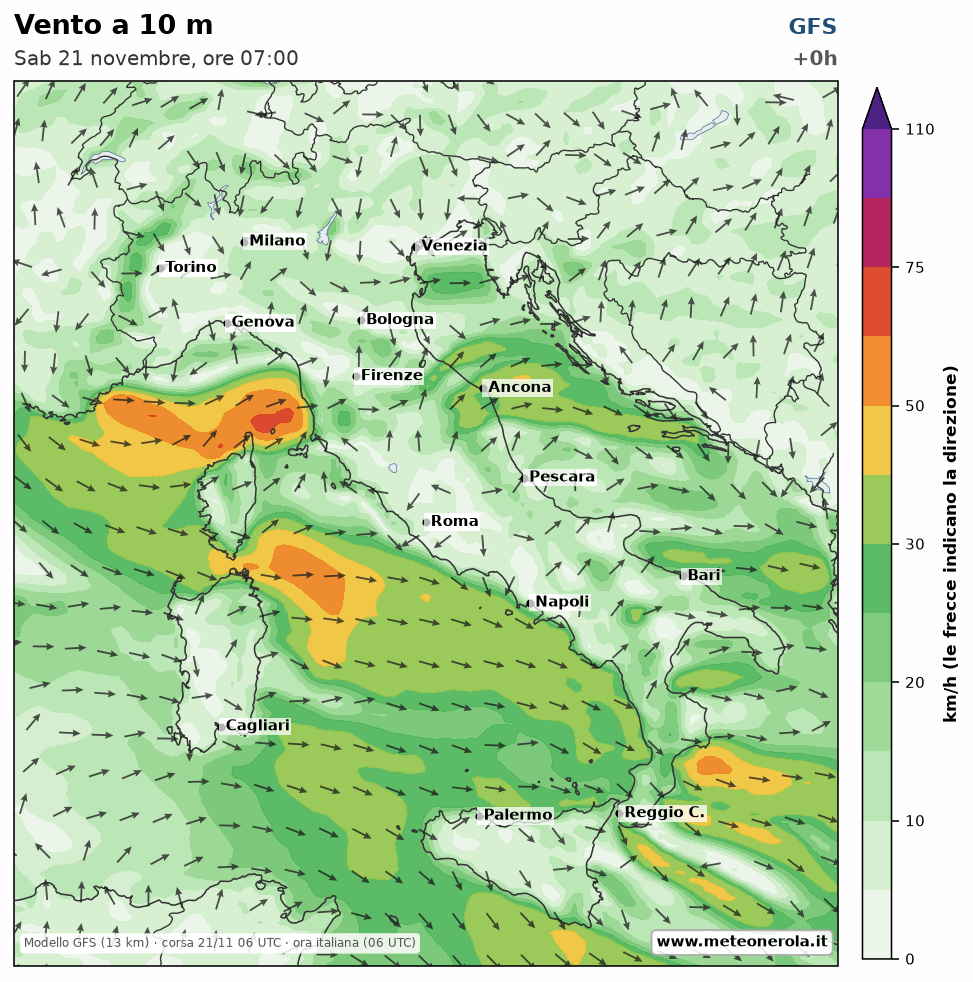 Vento a 10 m
GFS
Sab 21 novembre, ore 07:00
+0h
110
75
50
30
20
10
0
km/h (le frecce indicano la direzione)
Milano
Venezia
Torino
Genova
Bologna
Firenze
Ancona
Pescara
Roma
Bari
Napoli
Cagliari
Palermo
Reggio C.
Modello GFS (13 km) · corsa 21/11 06 UTC · ora italiana (06 UTC)
www.meteonerola.it